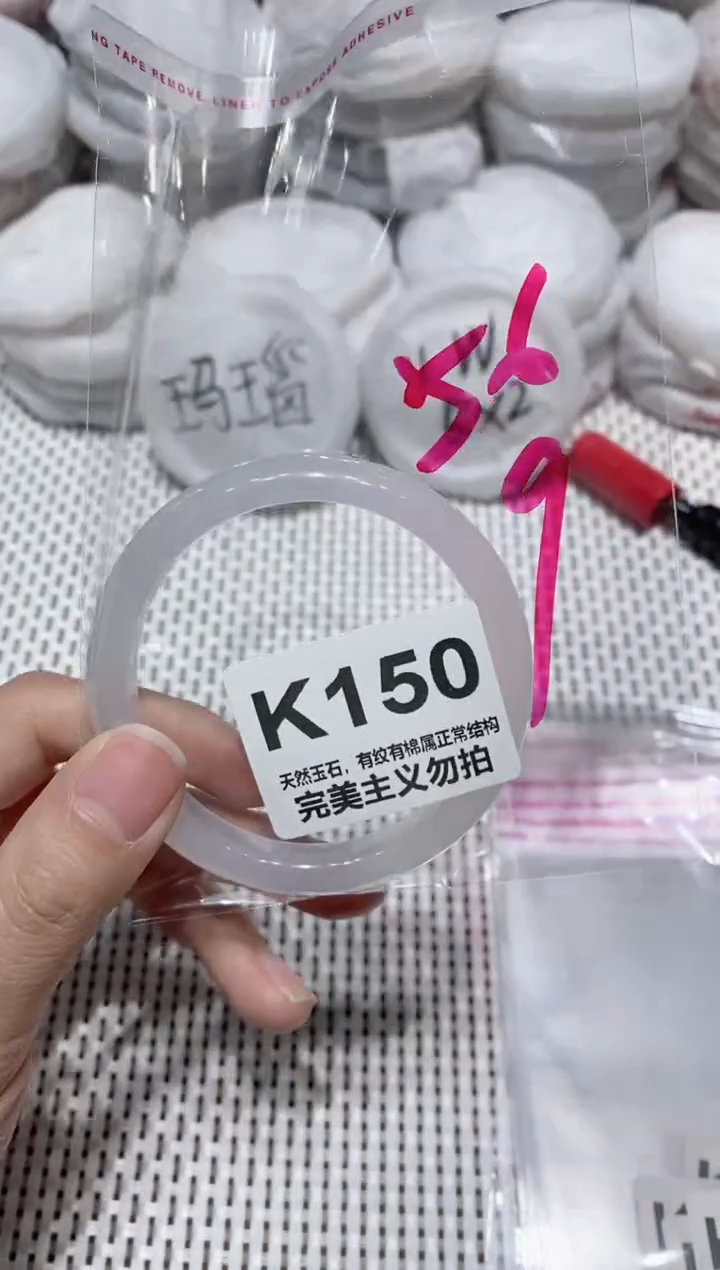 NG TAPE REMOVE LINER TO EXPOSE ADHESIVE
玛瑙
56
9
K150
天然玉石，有纹有棉属正常结构
完美主义勿拍